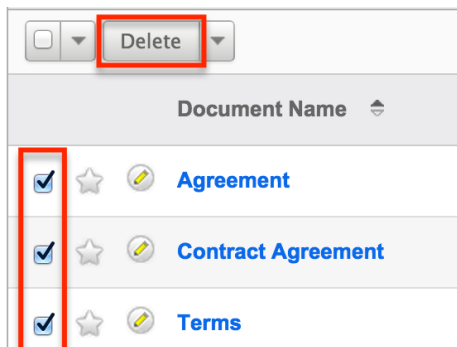 Delete
Document Name
Agreement
Contract Agreement
Terms